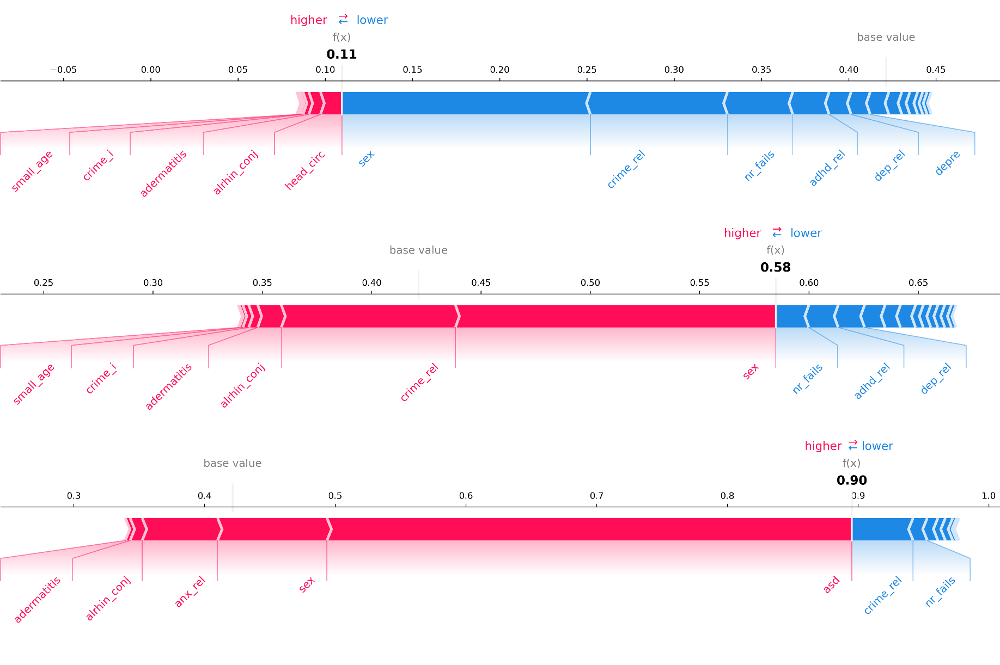 higher ⇄ lower
f(x)
base value
0.11
−0.05 0.00 0.05 0.10 0.15 0.20 0.25 0.30 0.35 0.40 0.45
small_age crime_i adermatitis alrhin_conj head_circ sex crime_rel nr_fails adhd_rel dep_rel depre
higher ⇄ lower
base value
f(x)
0.58
0.25 0.30 0.35 0.40 0.45 0.50 0.55 0.60 0.65
small_age crime_i adermatitis alrhin_conj crime_rel sex nr_fails adhd_rel dep_rel
higher ⇄ lower
base value
f(x)
0.90
0.3 0.4 0.5 0.6 0.7 0.8 0.9 1.0
adermatitis alrhin_conj anx_rel sex asd crime_rel nr_fails